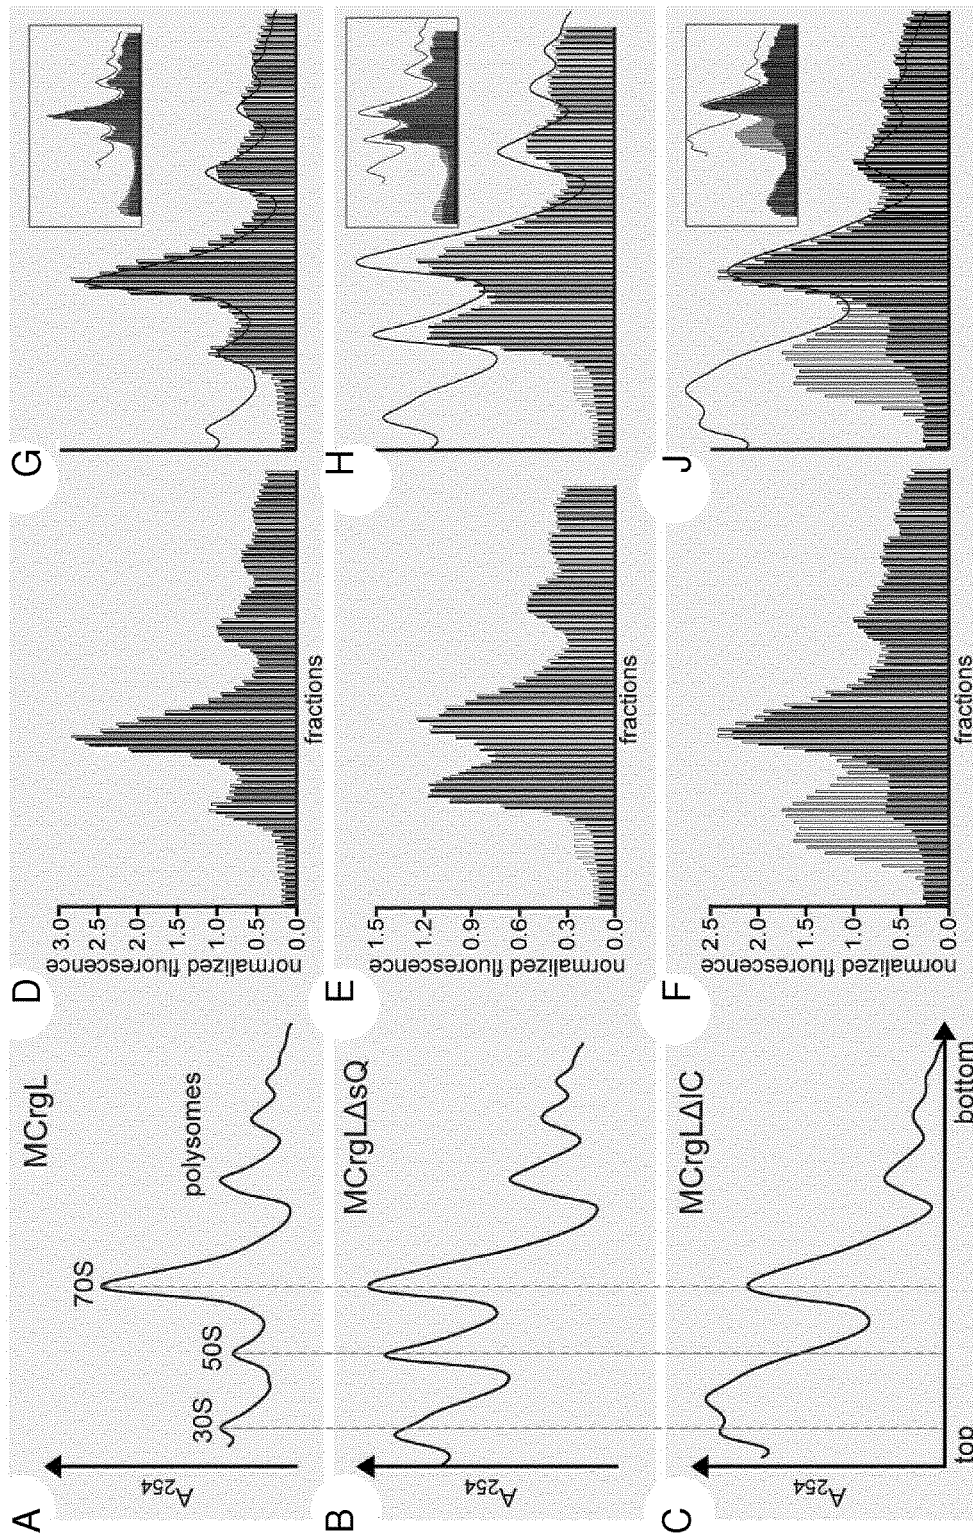 A
MCrgL
A254
30S
50S
70S
polysomes
B
MCrgLΔsQ
A254
C
MCrgLΔlC
A254
top
bottom
D
normalized fluorescence
3.0
2.5
2.0
1.5
1.0
0.5
0.0
fractions
E
normalized fluorescence
1.5
1.2
0.9
0.6
0.3
0.0
fractions
F
normalized fluorescence
2.5
2.0
1.5
1.0
0.5
0.0
fractions
G
H
J